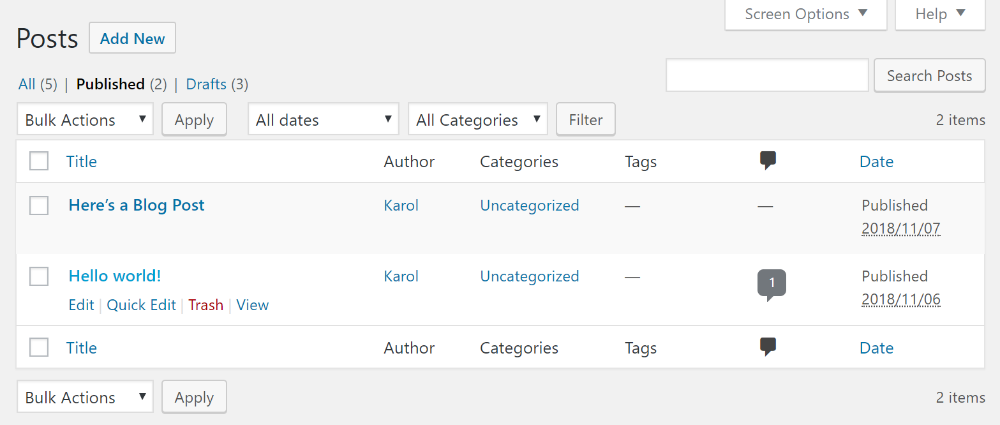 Screen Options ▼ Help ▼
Posts Add New
All (5) | Published (2) | Drafts (3)
Search Posts
Bulk Actions ▼ Apply All dates ▼ All Categories ▼ Filter 2 items
Title Author Categories Tags Date
Here’s a Blog Post Karol Uncategorized — — Published
2018/11/07
Hello world! Karol Uncategorized — 1 Published
2018/11/06
Edit | Quick Edit | Trash | View
Title Author Categories Tags Date
Bulk Actions ▼ Apply 2 items